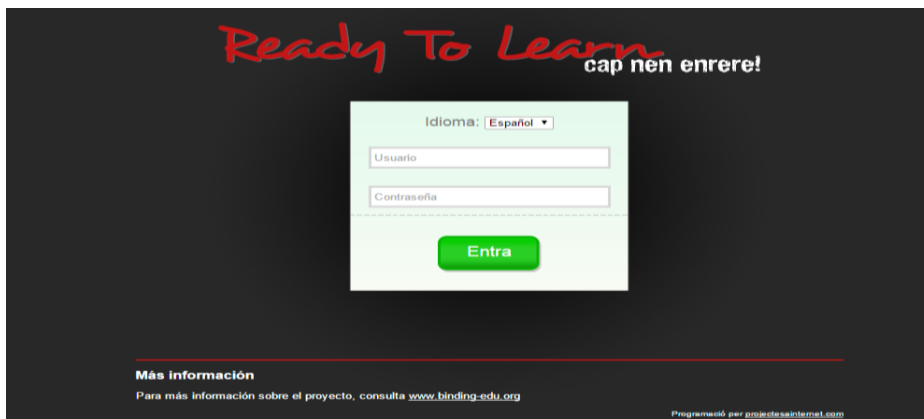 Ready To Learn
cap nen enrere!
Idioma: Español
Usuario
Contraseña
Entra
Más información
Para más información sobre el proyecto, consulta www.binding-edu.org
Programació per projectesainternet.com